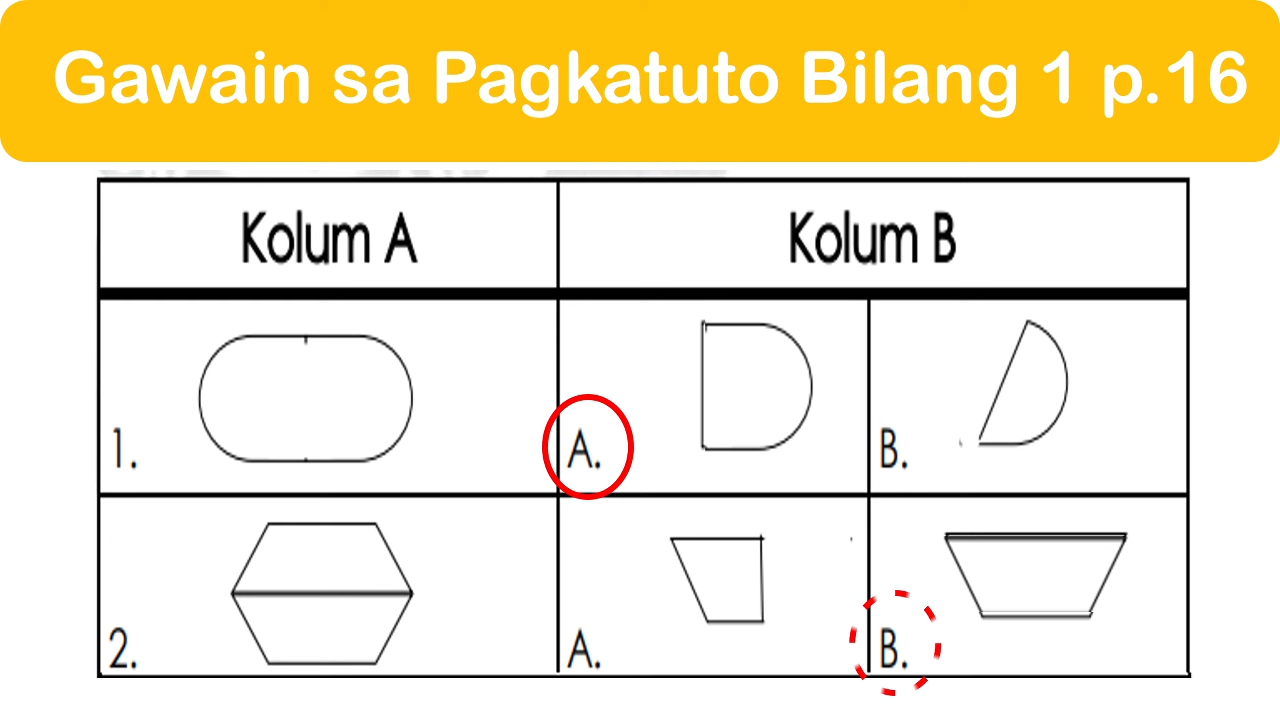 Gawain sa Pagkatuto Bilang 1 p.16
Kolum A
Kolum B
1.
A.
B.
2.
A.
B.